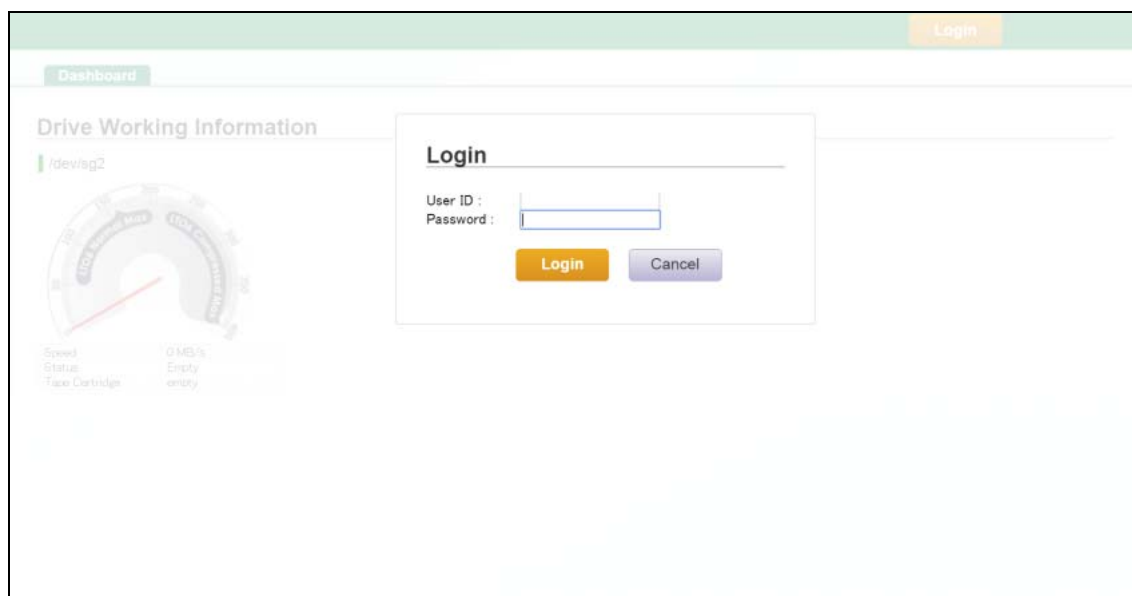 Login
Dashboard
Drive Working Information
/dev/sg2
Login
User ID :
Password :
Login Cancel
Speed 0 MB/s
Status Empty
Tape Cartridge empty